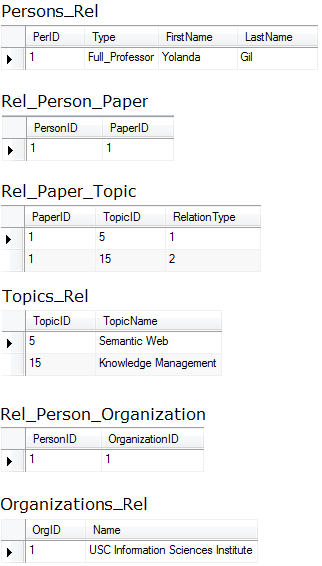 Persons_Rel
PerID Type FirstName LastName
1 Full_Professor Yolanda Gil
Rel_Person_Paper
PersonID PaperID
1 1
Rel_Paper_Topic
PaperID TopicID RelationType
1 5 1
1 15 2
Topics_Rel
TopicID TopicName
5 Semantic Web
15 Knowledge Management
Rel_Person_Organization
PersonID OrganizationID
1 1
Organizations_Rel
OrgID Name
1 USC Information Sciences Institute